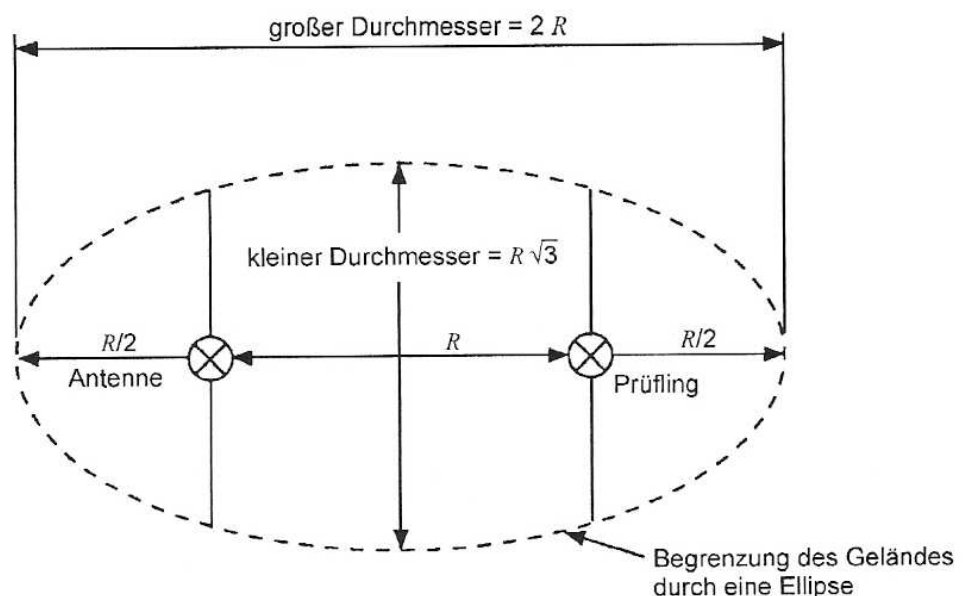 großer Durchmesser = 2 R
kleiner Durchmesser = R √3
R/2
R
R/2
Antenne
Prüfling
Begrenzung des Geländes
durch eine Ellipse